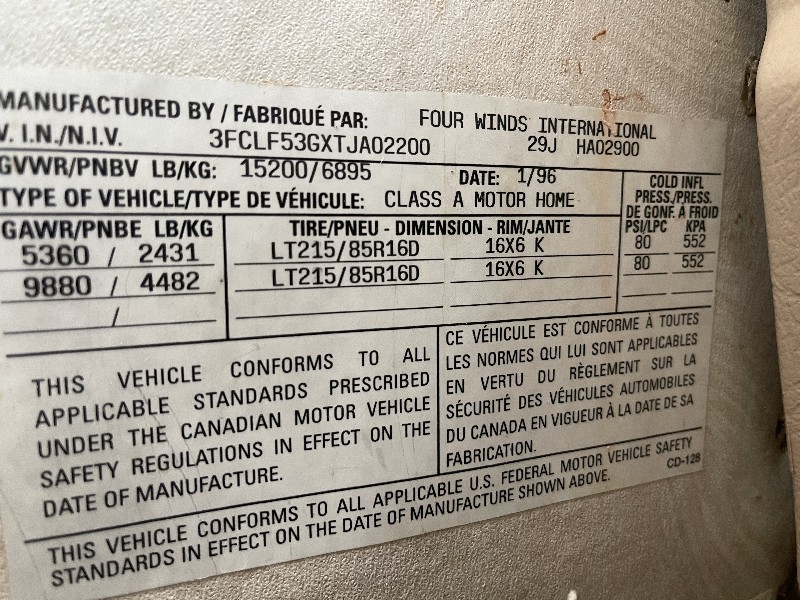 MANUFACTURED BY / FABRIQUÉ PAR: FOUR WINDS INTERNATIONAL
V. I.N./N.I.V. 3FCLF53GXTJA02200 29J HA02900
GVWR/PNBV LB/KG: 15200/6895 DATE: 1/96
TYPE OF VEHICLE/TYPE DE VÉHICULE: CLASS A MOTOR HOME
COLD INFL
PRESS./PRESS.
DE GONF. A FROID
PSI/LPC KPA
GAWR/PNBE LB/KG TIRE/PNEU - DIMENSION - RIM/JANTE
5360 / 2431 LT215/85R16D 16X6 K 80 552
9880 / 4482 LT215/85R16D 16X6 K 80 552
/
THIS VEHICLE CONFORMS TO ALL
APPLICABLE STANDARDS PRESCRIBED
UNDER THE CANADIAN MOTOR VEHICLE
SAFETY REGULATIONS IN EFFECT ON THE
DATE OF MANUFACTURE.
CE VÉHICULE EST CONFORME À TOUTES
LES NORMES QUI LUI SONT APPLICABLES
EN VERTU DU RÈGLEMENT SUR LA
SÉCURITÉ DES VÉHICULES AUTOMOBILES
DU CANADA EN VIGUEUR À LA DATE DE SA
FABRICATION.
THIS VEHICLE CONFORMS TO ALL APPLICABLE U.S. FEDERAL MOTOR VEHICLE SAFETY
STANDARDS IN EFFECT ON THE DATE OF MANUFACTURE SHOWN ABOVE.
CD-128